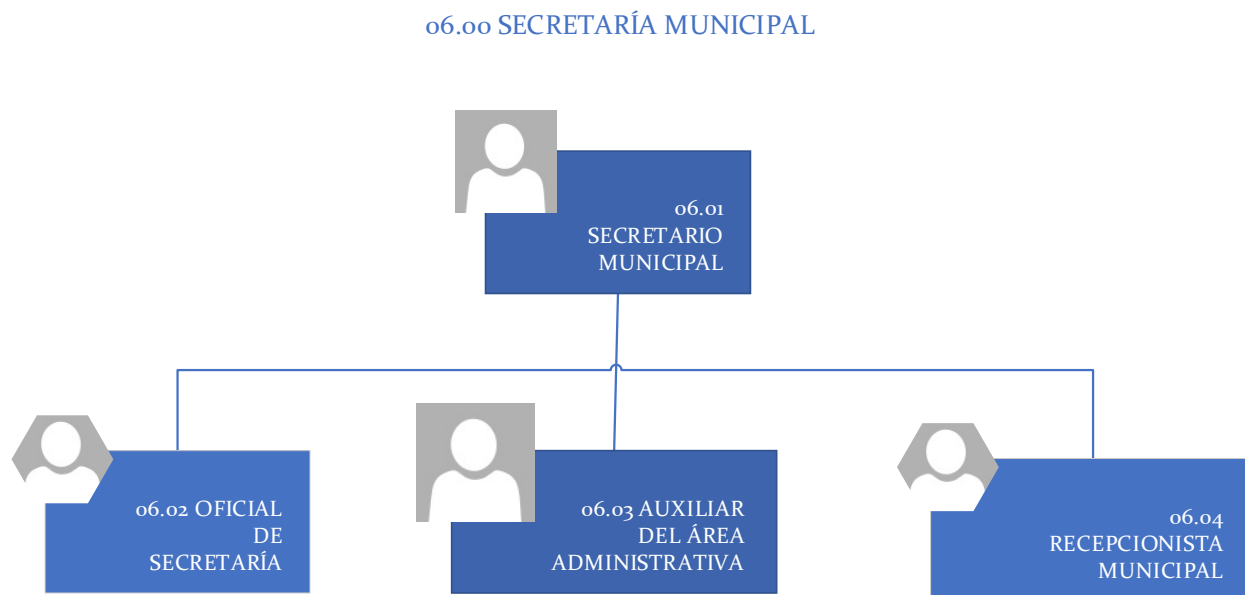 06.00 SECRETARÍA MUNICIPAL
06.01
SECRETARIO
MUNICIPAL
06.02 OFICIAL
DE
SECRETARÍA
06.03 AUXILIAR
DEL ÁREA
ADMINISTRATIVA
06.04
RECEPCIONISTA
MUNICIPAL